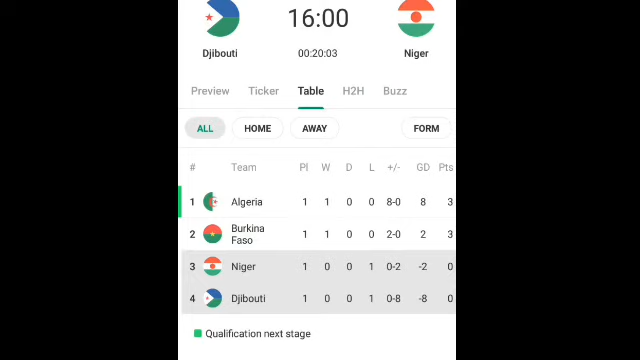 16:00
Djibouti 00:20:03 Niger
Preview Ticker Table H2H Buzz
ALL HOME AWAY FORM
# Team Pl W D L +/- GD Pts
1 Algeria 1 1 0 0 8-0 8 3
2 Burkina Faso 1 1 0 0 2-0 2 3
3 Niger 1 0 0 1 0-2 -2 0
4 Djibouti 1 0 0 1 0-8 -8 0
Qualification next stage